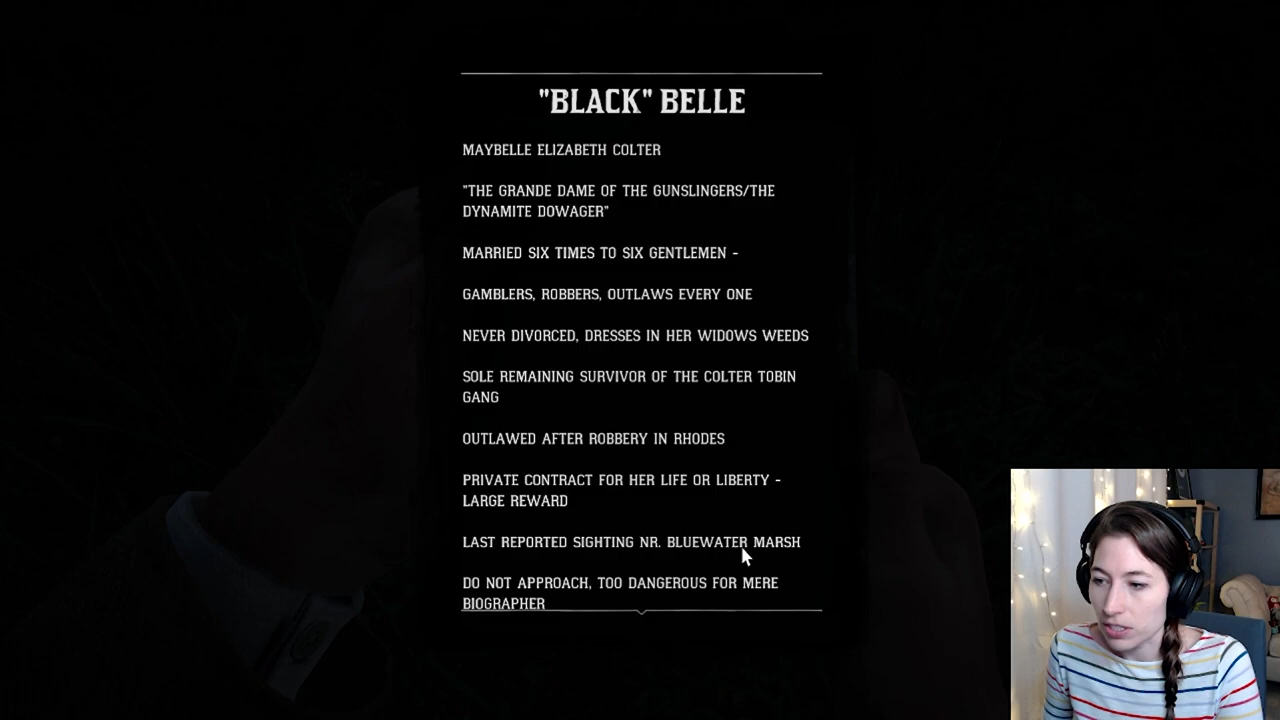 "BLACK" BELLE
MAYBELLE ELIZABETH COLTER
"THE GRANDE DAME OF THE GUNSLINGERS/THE
DYNAMITE DOWAGER"
MARRIED SIX TIMES TO SIX GENTLEMEN -
GAMBLERS, ROBBERS, OUTLAWS EVERY ONE
NEVER DIVORCED, DRESSES IN HER WIDOWS WEEDS
SOLE REMAINING SURVIVOR OF THE COLTER TOBIN
GANG
OUTLAWED AFTER ROBBERY IN RHODES
PRIVATE CONTRACT FOR HER LIFE OR LIBERTY -
LARGE REWARD
LAST REPORTED SIGHTING NR. BLUEWATER MARSH
DO NOT APPROACH, TOO DANGEROUS FOR MERE
BIOGRAPHER